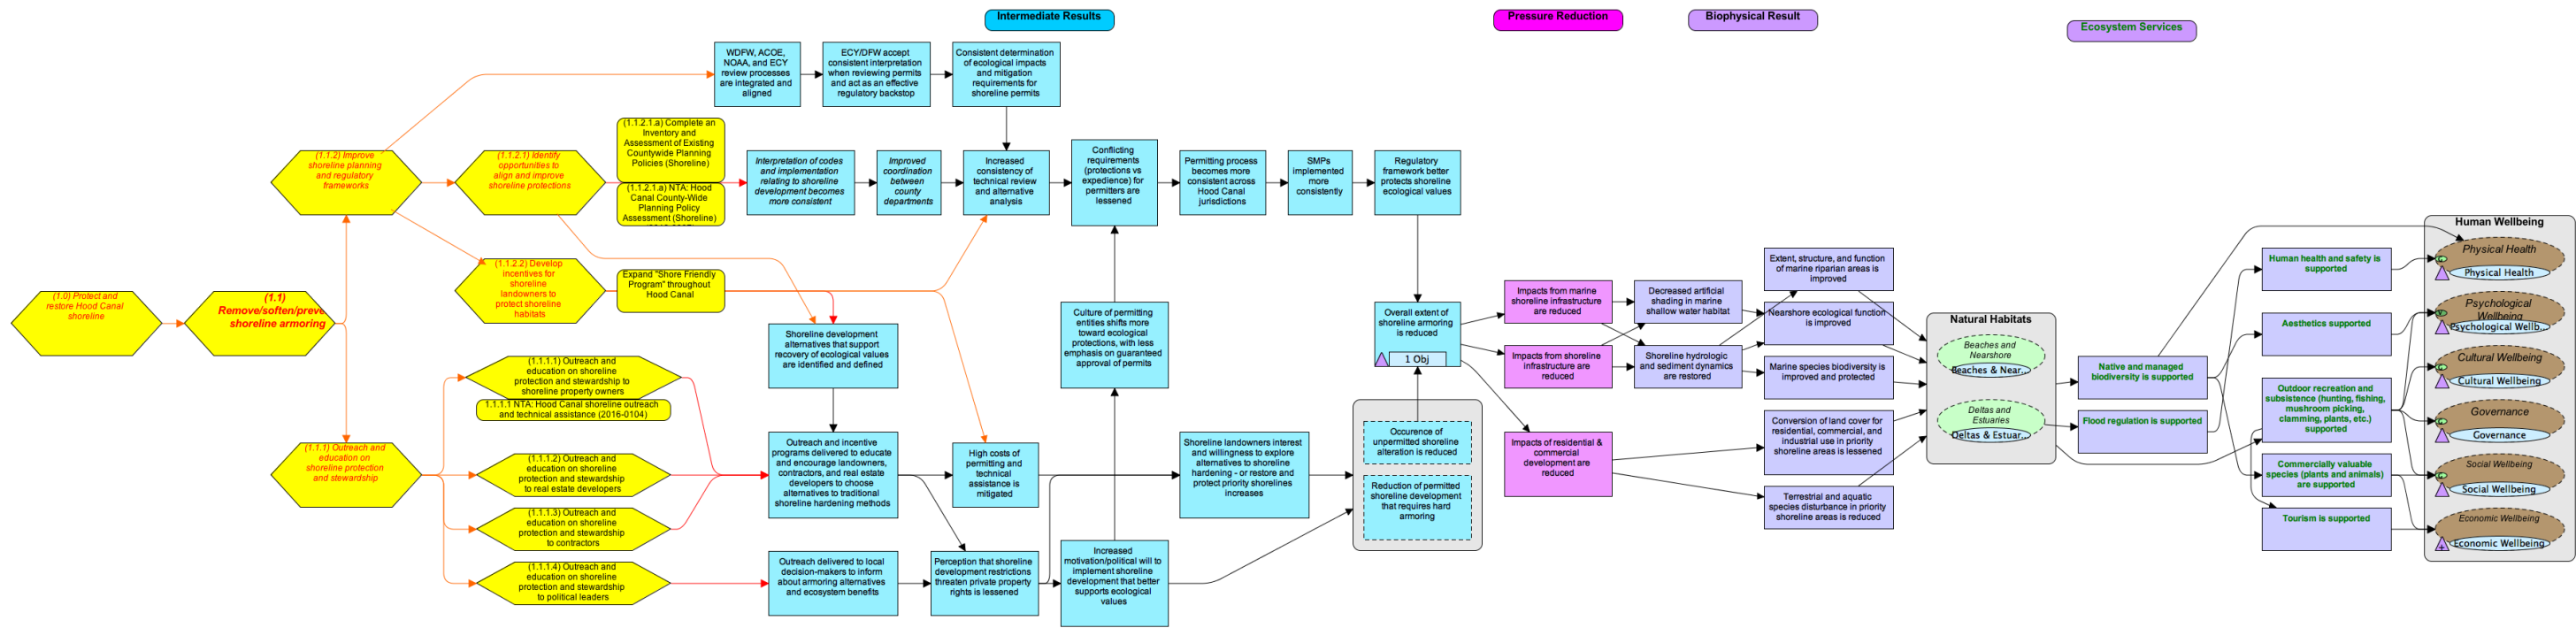 Intermediate Results
Pressure Reduction
Biophysical Result
Ecosystem Services
WDFW, ACOE,
NOAA, and ECY
review processes
are integrated and
aligned
ECY/DFW accept
consistent interpretation
when reviewing permits
and act as an effective
regulatory backstop
Consistent determination
of ecological impacts
and mitigation
requirements for
shoreline permits
(1.1.2) Improve
shoreline planning
and regulatory
frameworks
(1.1.2.1) Identify
opportunities to
align and improve
shoreline protections
(1.1.2.1.a) Complete an
Inventory and
Assessment of Existing
Countywide Planning
Policies (Shoreline)
(1.1.2.1.a) NTA: Hood
Canal County-Wide
Planning Policy
Assessment (Shoreline)
Interpretation of codes
and implementation
relating to shoreline
development becomes
more consistent
Improved
coordination
between
county
departments
Increased
consistency of
technical review
and alternative
analysis
Conflicting
requirements
(protections vs
expedience) for
permitters are
lessened
Permitting process
becomes more
consistent across
Hood Canal
jurisdictions
SMPs
implemented
more
consistently
Regulatory
framework better
protects shoreline
ecological values
(1.1.2.2) Develop
incentives for
shoreline
landowners to
protect shoreline
habitats
Expand "Shore Friendly
Program" throughout
Hood Canal
(1.0) Protect and
restore Hood Canal
shoreline
(1.1)
Remove/soften/preve
shoreline armoring
Shoreline development
alternatives that support
recovery of ecological values
are identified and defined
Culture of permitting
entities shifts more
toward ecological
protections, with less
emphasis on guaranteed
approval of permits
Overall extent of
shoreline armoring
is reduced
1 Obj
Impacts from marine
shoreline infrastructure
are reduced
Impacts from shoreline
infrastructure are
reduced
Impacts of residential &
commercial
development are
reduced
Decreased artificial
shading in marine
shallow water habitat
Shoreline hydrologic
and sediment dynamics
are restored
Extent, structure, and function
of marine riparian areas is
improved
Nearshore ecological function
is improved
Marine species biodiversity is
improved and protected
Conversion of land cover for
residential, commercial, and
industrial use in priority
shoreline areas is lessened
Terrestrial and aquatic
species disturbance in priority
shoreline areas is reduced
(1.1.1.1) Outreach and
education on shoreline
protection and stewardship to
shoreline property owners
1.1.1.1 NTA: Hood Canal shoreline outreach
and technical assistance (2016-0104)
(1.1.1) Outreach and
education on
shoreline protection
and stewardship
(1.1.1.2) Outreach and
education on shoreline
protection and stewardship
to real estate developers
(1.1.1.3) Outreach and
education on shoreline
protection and stewardship
to contractors
(1.1.1.4) Outreach and
education on shoreline
protection and stewardship
to political leaders
Outreach and incentive
programs delivered to educate
and encourage landowners,
contractors, and real estate
developers to choose
alternatives to traditional
shoreline hardening methods
Outreach delivered to local
decision-makers to inform
about armoring alternatives
and ecosystem benefits
High costs of
permitting and
technical
assistance is
mitigated
Perception that shoreline
development restrictions
threaten private property
rights is lessened
Increased
motivation/political will to
implement shoreline
development that better
supports ecological
values
Shoreline landowners interest
and willingness to explore
alternatives to shoreline
hardening - or restore and
protect priority shorelines
increases
Occurence of
unpermitted shoreline
alteration is reduced
Reduction of permitted
shoreline development
that requires hard
armoring
Natural Habitats
Beaches and
Nearshore
Beaches & Near...
Deltas and
Estuaries
Deltas & Estuar...
Native and managed
biodiversity is supported
Flood regulation is supported
Human health and safety is
supported
Aesthetics supported
Outdoor recreation and
subsistence (hunting, fishing,
mushroom picking,
clamming, plants, etc.)
supported
Commercially valuable
species (plants and animals)
are supported
Tourism is supported
Human Wellbeing
Physical Health
Physical Health
Psychological
Wellbeing
Psychological Wellb...
Cultural Wellbeing
Cultural Wellbeing
Governance
Governance
Social Wellbeing
Social Wellbeing
Economic Wellbeing
Economic Wellbeing